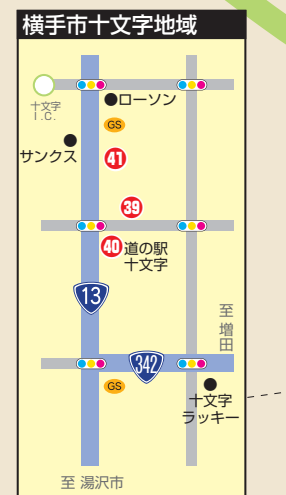 横手市十文字地域
十文字
I.C.
ローソン
GS
サンクス
41
39
40
道の駅
十文字
13
至
増
田
342
GS
十文字
ラッキー
至 湯沢市